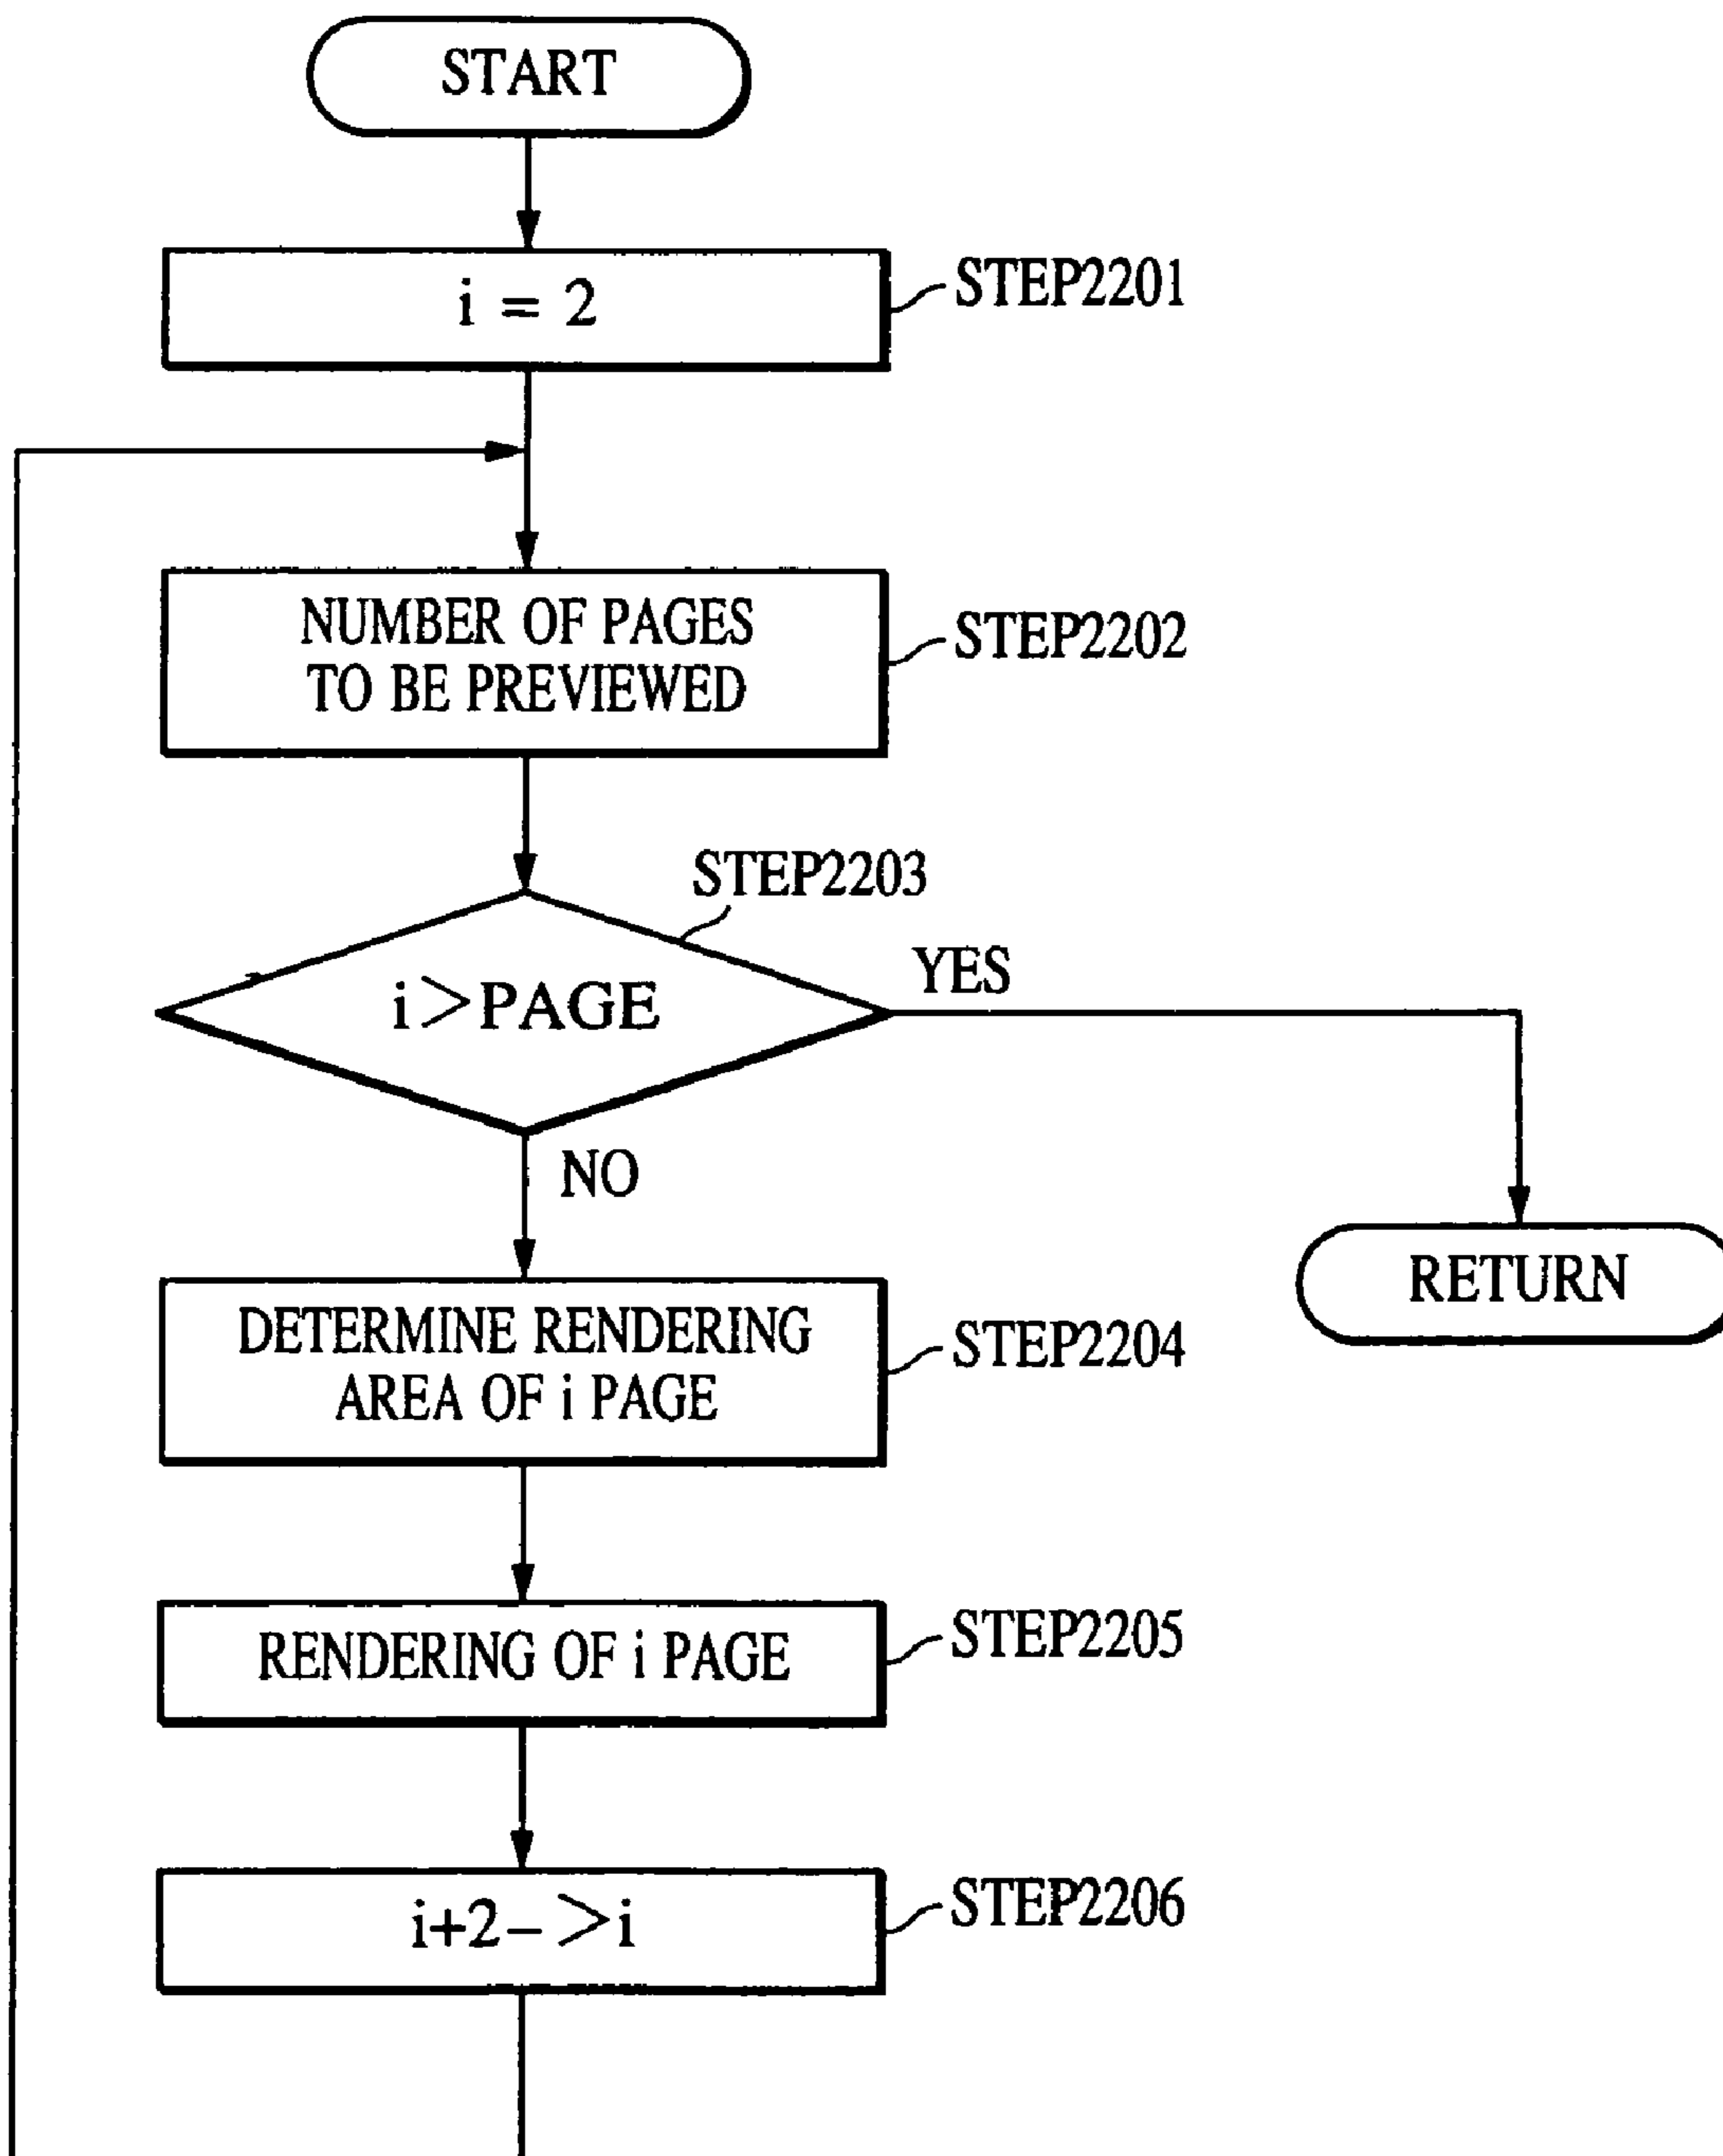 START
i = 2
STEP2201
NUMBER OF PAGES
TO BE PREVIEWED
STEP2202
STEP2203
i>PAGE
YES
NO
RETURN
DETERMINE RENDERING
AREA OF i PAGE
STEP2204
RENDERING OF i PAGE
STEP2205
i+2–>i
STEP2206